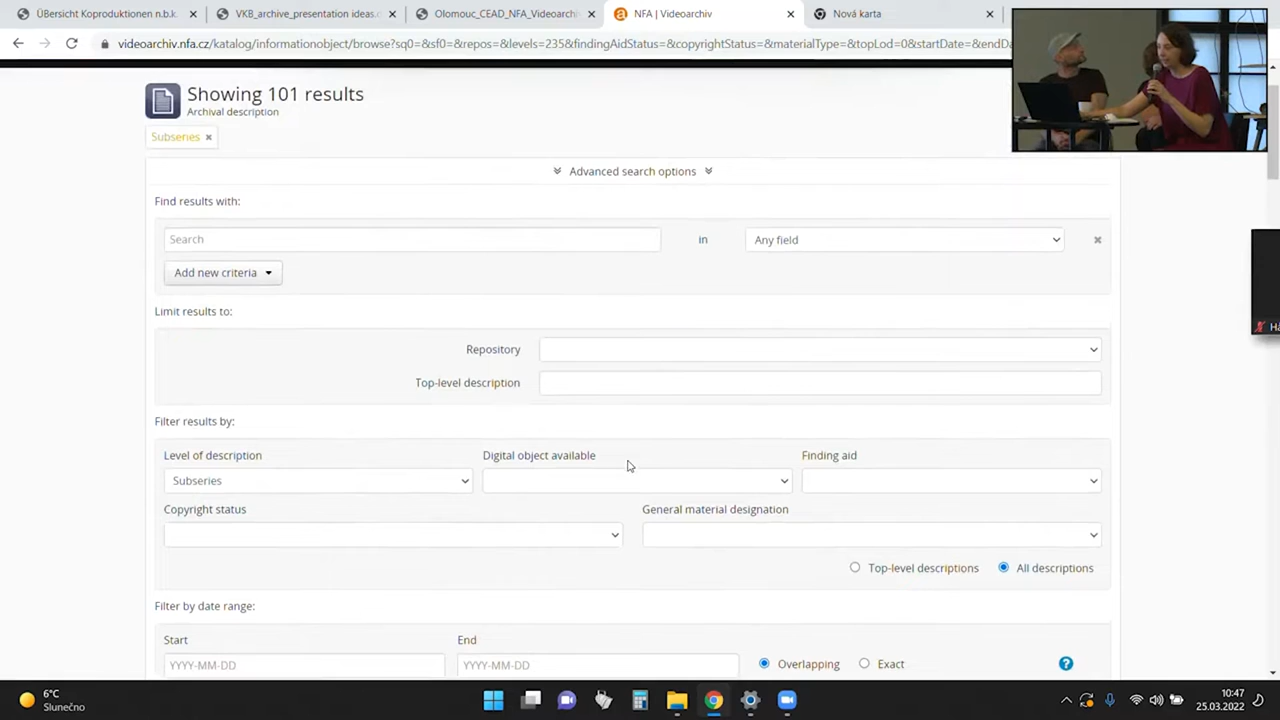 ÜBersicht Koproduktionen n.b.k.
VKB_archive_presentation ideas.
Olomouc_CEAD_NFA_Videoarchi
NFA | Videoarchiv
Nová karta
videoarchiv.nfa.cz/katalog/informationobject/browse?sq0=&sf0=&repos=&levels=235&findingAidStatus=&copyrightStatus=&materialType=&topLod=0&startDate=&endDa
Showing 101 results
Archival description
Subseries ×
Advanced search options
Find results with:
Search in Any field ×
Add new criteria
Limit results to:
Repository
Top-level description
Filter results by:
Level of description Digital object available Finding aid
Subseries
Copyright status General material designation
Top-level descriptions All descriptions
Filter by date range:
Start End
YYYY-MM-DD YYYY-MM-DD Overlapping Exact ?
6°C
Slunečno
10:47
25.03.2022